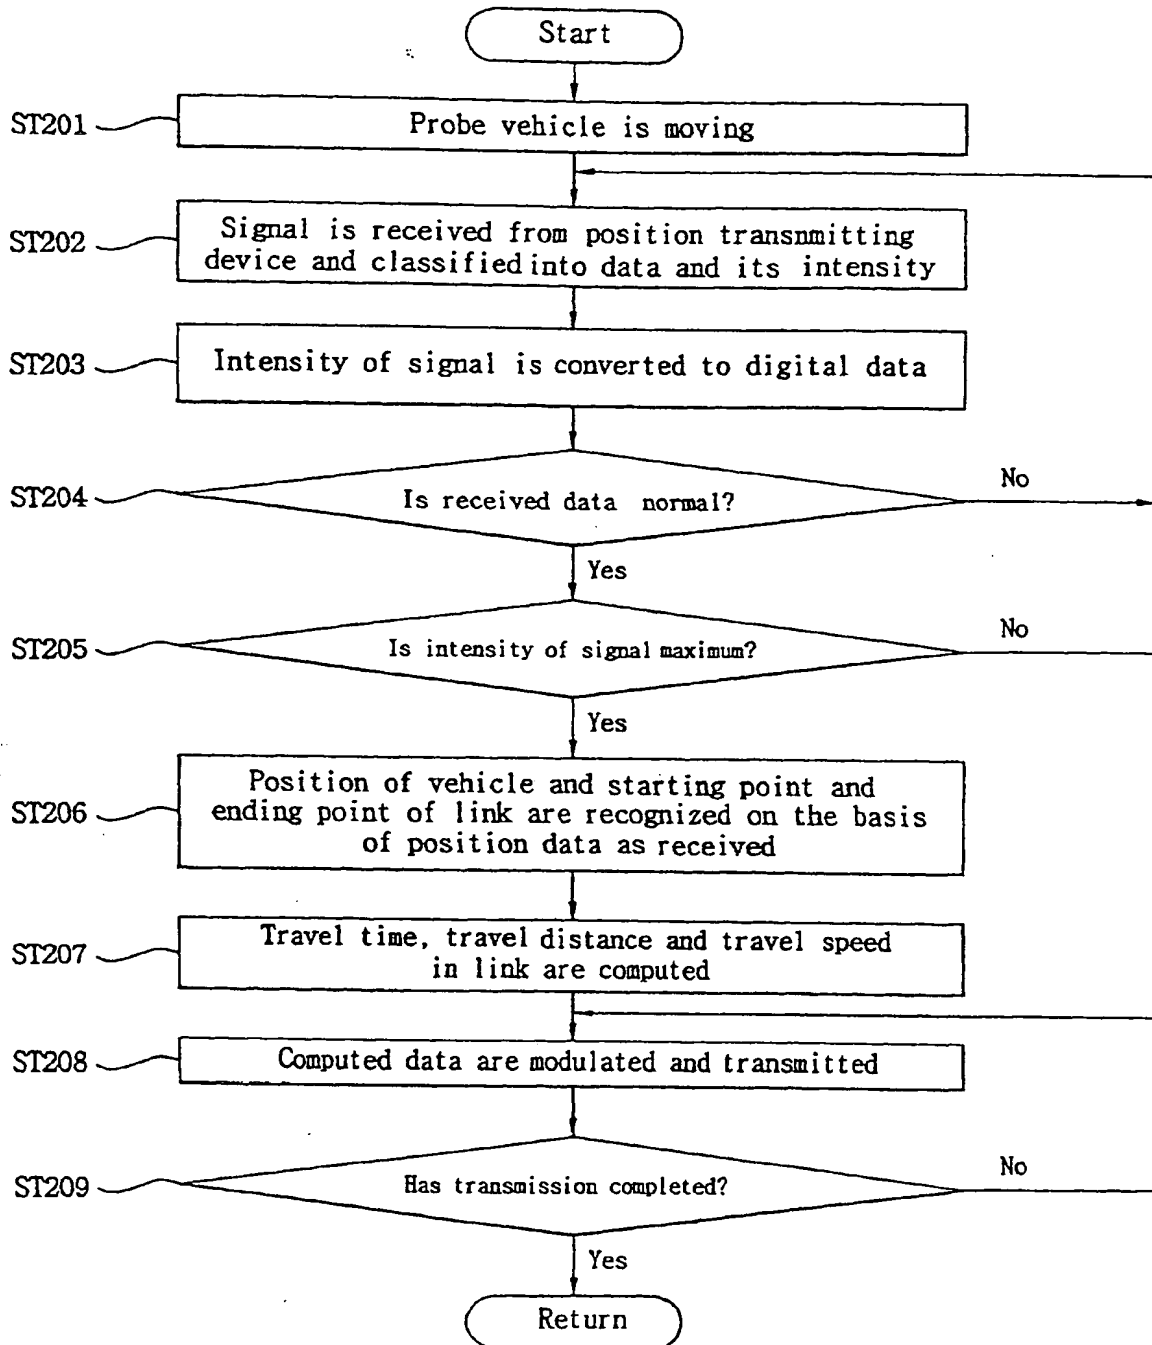 Start
ST201
Probe vehicle is moving
ST202
Signal is received from position transnmitting
device and classified into data and its intensity
ST203
Intensity of signal is converted to digital data
ST204
Is received data normal?
No
Yes
ST205
Is intensity of signal maximum?
No
Yes
ST206
Position of vehicle and starting point and
ending point of link are recognized on the basis
of position data as received
ST207
Travel time, travel distance and travel speed
in link are computed
ST208
Computed data are modulated and transmitted
ST209
Has transmission completed?
No
Yes
Return